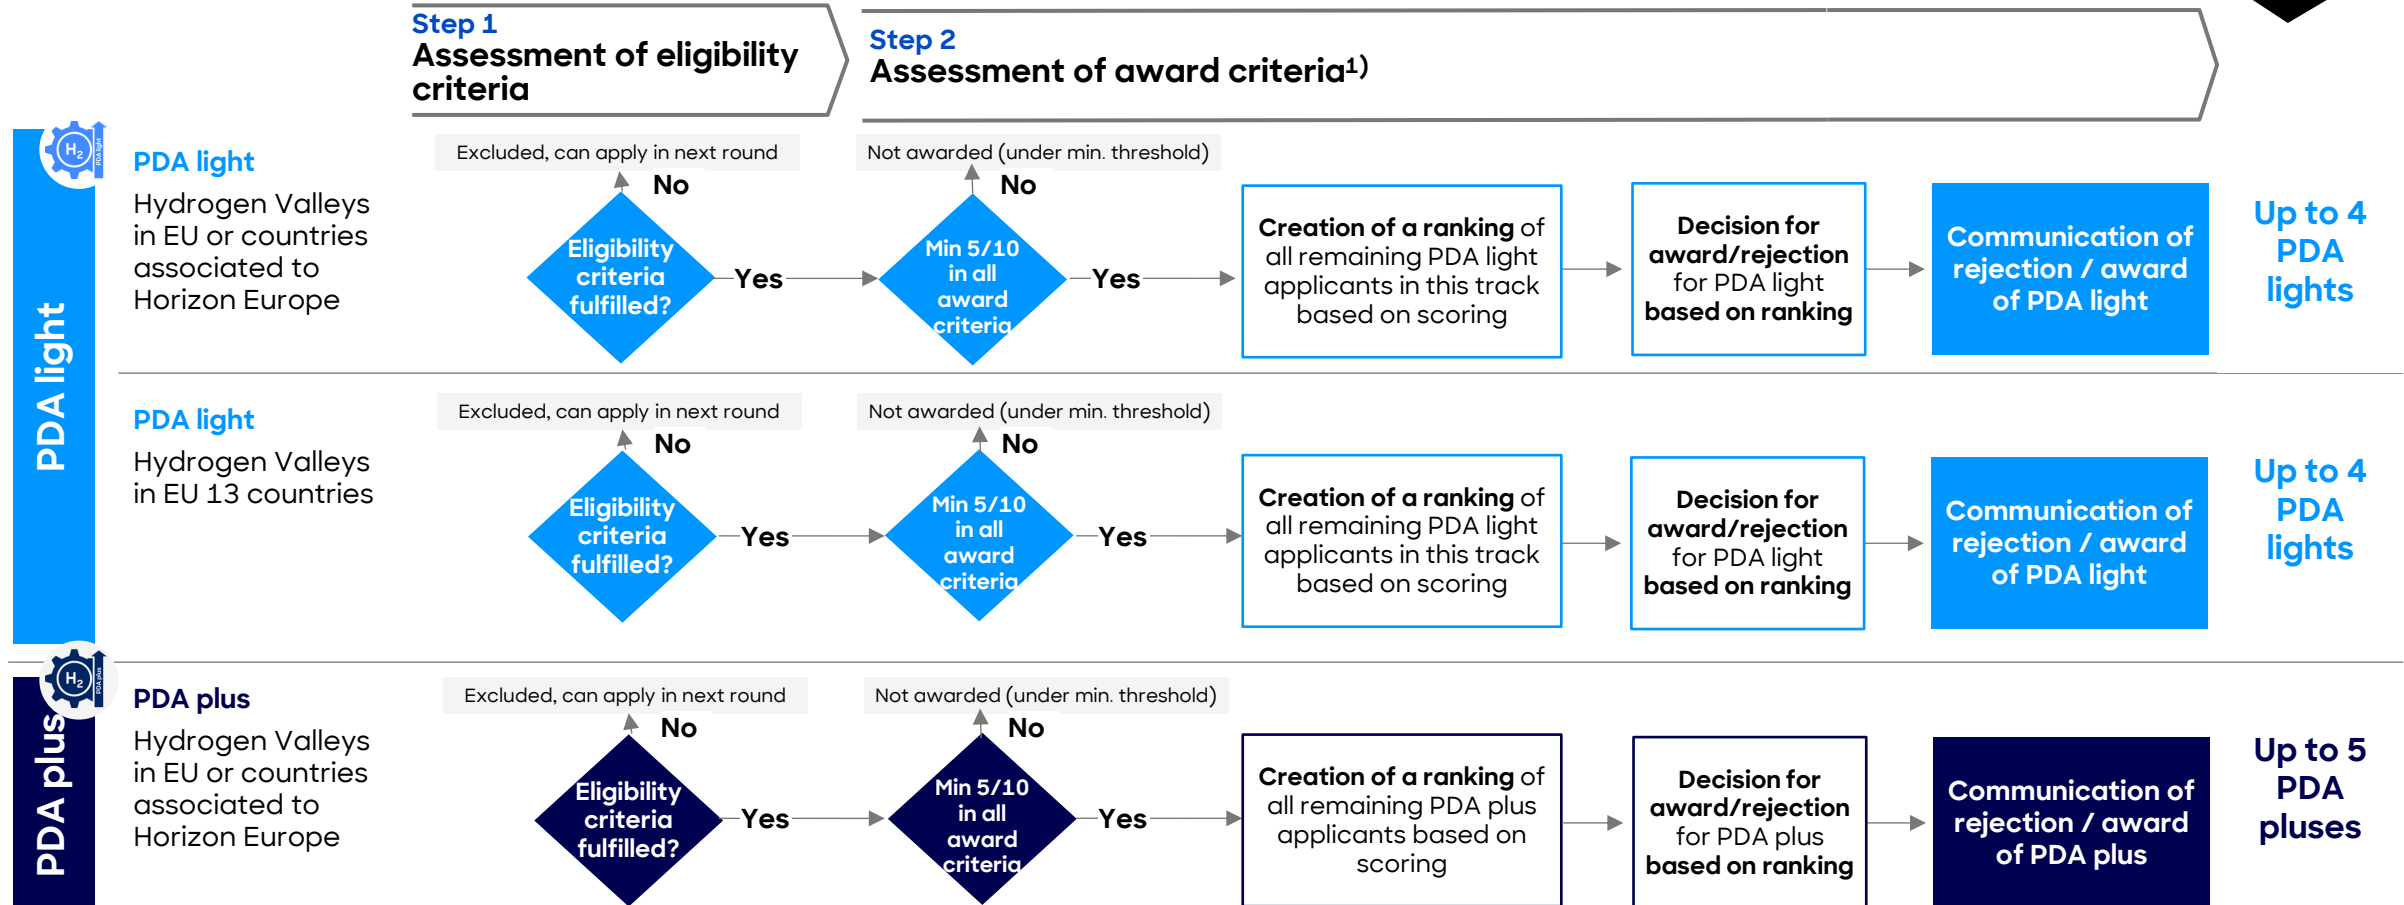 Step 1
Assessment of eligibility
criteria
Step 2
Assessment of award criteria¹⁾
PDA light
H₂
PDA light
PDA light
Hydrogen Valleys
in EU or countries
associated to
Horizon Europe
Excluded, can apply in next round
No
Eligibility
criteria
fulfilled?
Yes
Not awarded (under min. threshold)
No
Min 5/10
in all
award
criteria
Yes
Creation of a ranking of
all remaining PDA light
applicants in this track
based on scoring
Decision for
award/rejection
for PDA light
based on ranking
Communication of
rejection / award
of PDA light
Up to 4
PDA
lights
PDA light
Hydrogen Valleys
in EU 13 countries
Excluded, can apply in next round
No
Eligibility
criteria
fulfilled?
Yes
Not awarded (under min. threshold)
No
Min 5/10
in all
award
criteria
Yes
Creation of a ranking of
all remaining PDA light
applicants in this track
based on scoring
Decision for
award/rejection
for PDA light
based on ranking
Communication of
rejection / award
of PDA light
Up to 4
PDA
lights
PDA plus
H₂
PDA plus
PDA plus
Hydrogen Valleys
in EU or countries
associated to
Horizon Europe
Excluded, can apply in next round
No
Eligibility
criteria
fulfilled?
Yes
Not awarded (under min. threshold)
No
Min 5/10
in all
award
criteria
Yes
Creation of a ranking of
all remaining PDA plus
applicants based on
scoring
Decision for
award/rejection
for PDA plus
based on ranking
Communication of
rejection / award
of PDA plus
Up to 5
PDA
pluses